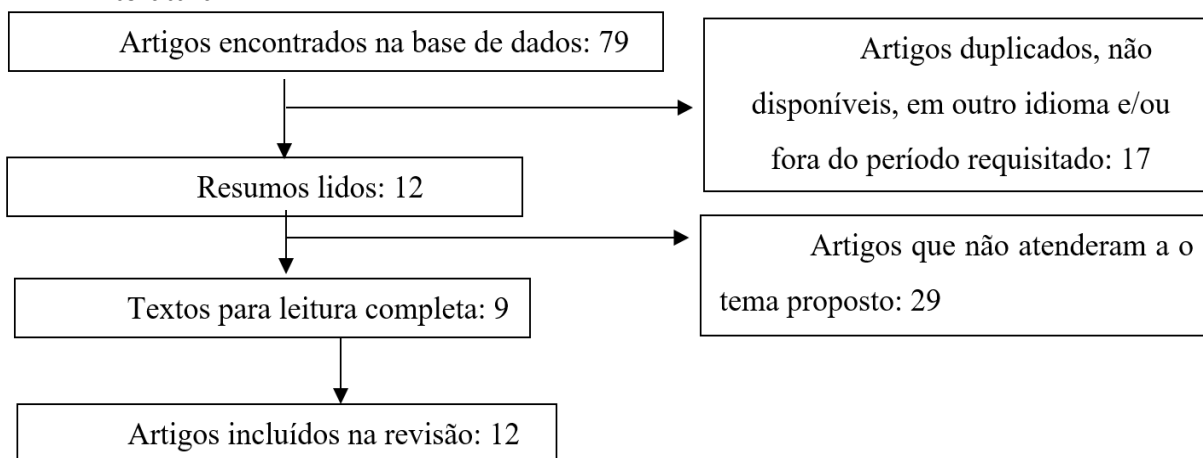 Artigos encontrados na base de dados: 79
Artigos duplicados, não
disponíveis, em outro idioma e/ou
fora do período requisitado: 17
Resumos lidos: 12
Artigos que não atenderam a o
tema proposto: 29
Textos para leitura completa: 9
Artigos incluídos na revisão: 12